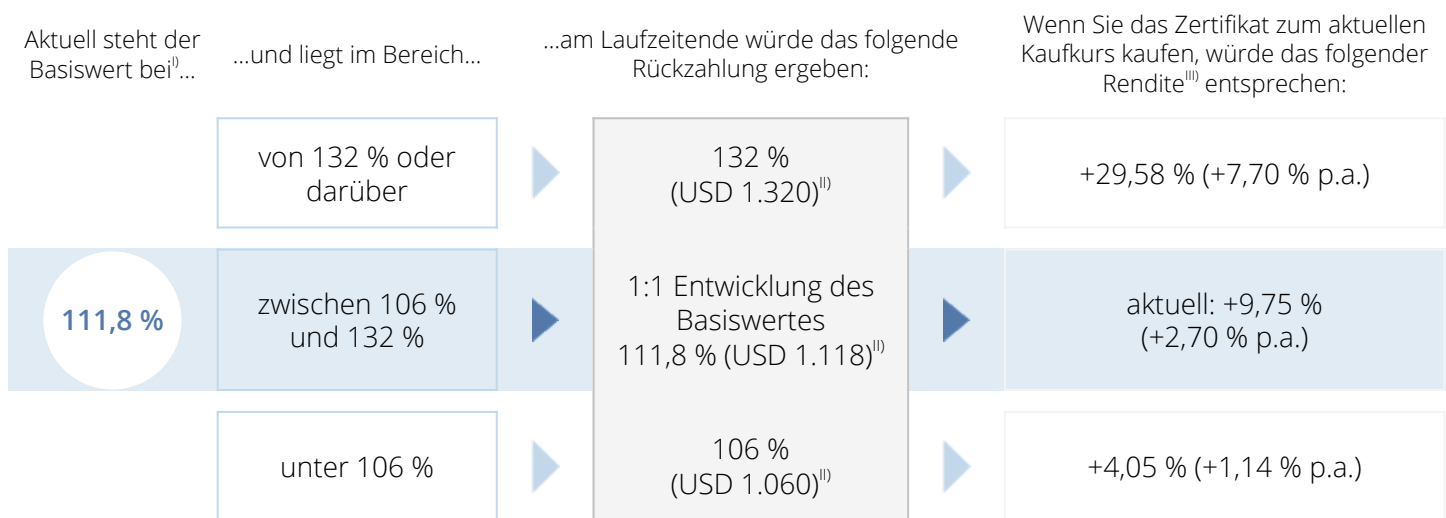 Aktuell steht der
Basiswert bei^I)...
...und liegt im Bereich...
...am Laufzeitende würde das folgende
Rückzahlung ergeben:
Wenn Sie das Zertifikat zum aktuellen
Kaufkurs kaufen, würde das folgender
Rendite^III) entsprechen:
von 132 % oder
darüber
132 %
(USD 1.320)^II)
+29,58 % (+7,70 % p.a.)
111,8 %
zwischen 106 %
und 132 %
1:1 Entwicklung des
Basiswertes
111,8 % (USD 1.118)^II)
aktuell: +9,75 %
(+2,70 % p.a.)
unter 106 %
106 %
(USD 1.060)^II)
+4,05 % (+1,14 % p.a.)